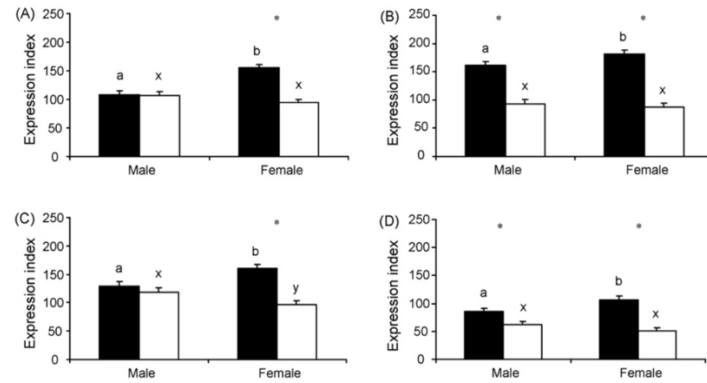 (A)
Expression index
250
200
150
100
50
0
a
x
*
b
x
Male
Female
(B)
Expression index
250
200
150
100
50
0
*
a
x
*
b
x
Male
Female
(C)
Expression index
250
200
150
100
50
0
a
x
*
b
y
Male
Female
(D)
Expression index
250
200
150
100
50
0
*
a
x
*
b
x
Male
Female